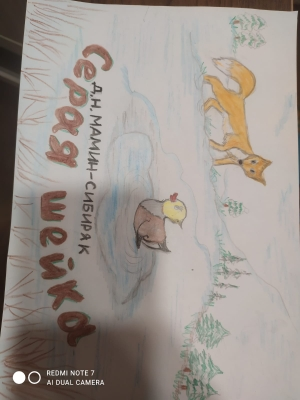 Д.Н. МАМИН-СИБИРЯК
Серая
шейка
REDMI NOTE 7
AI DUAL CAMERA